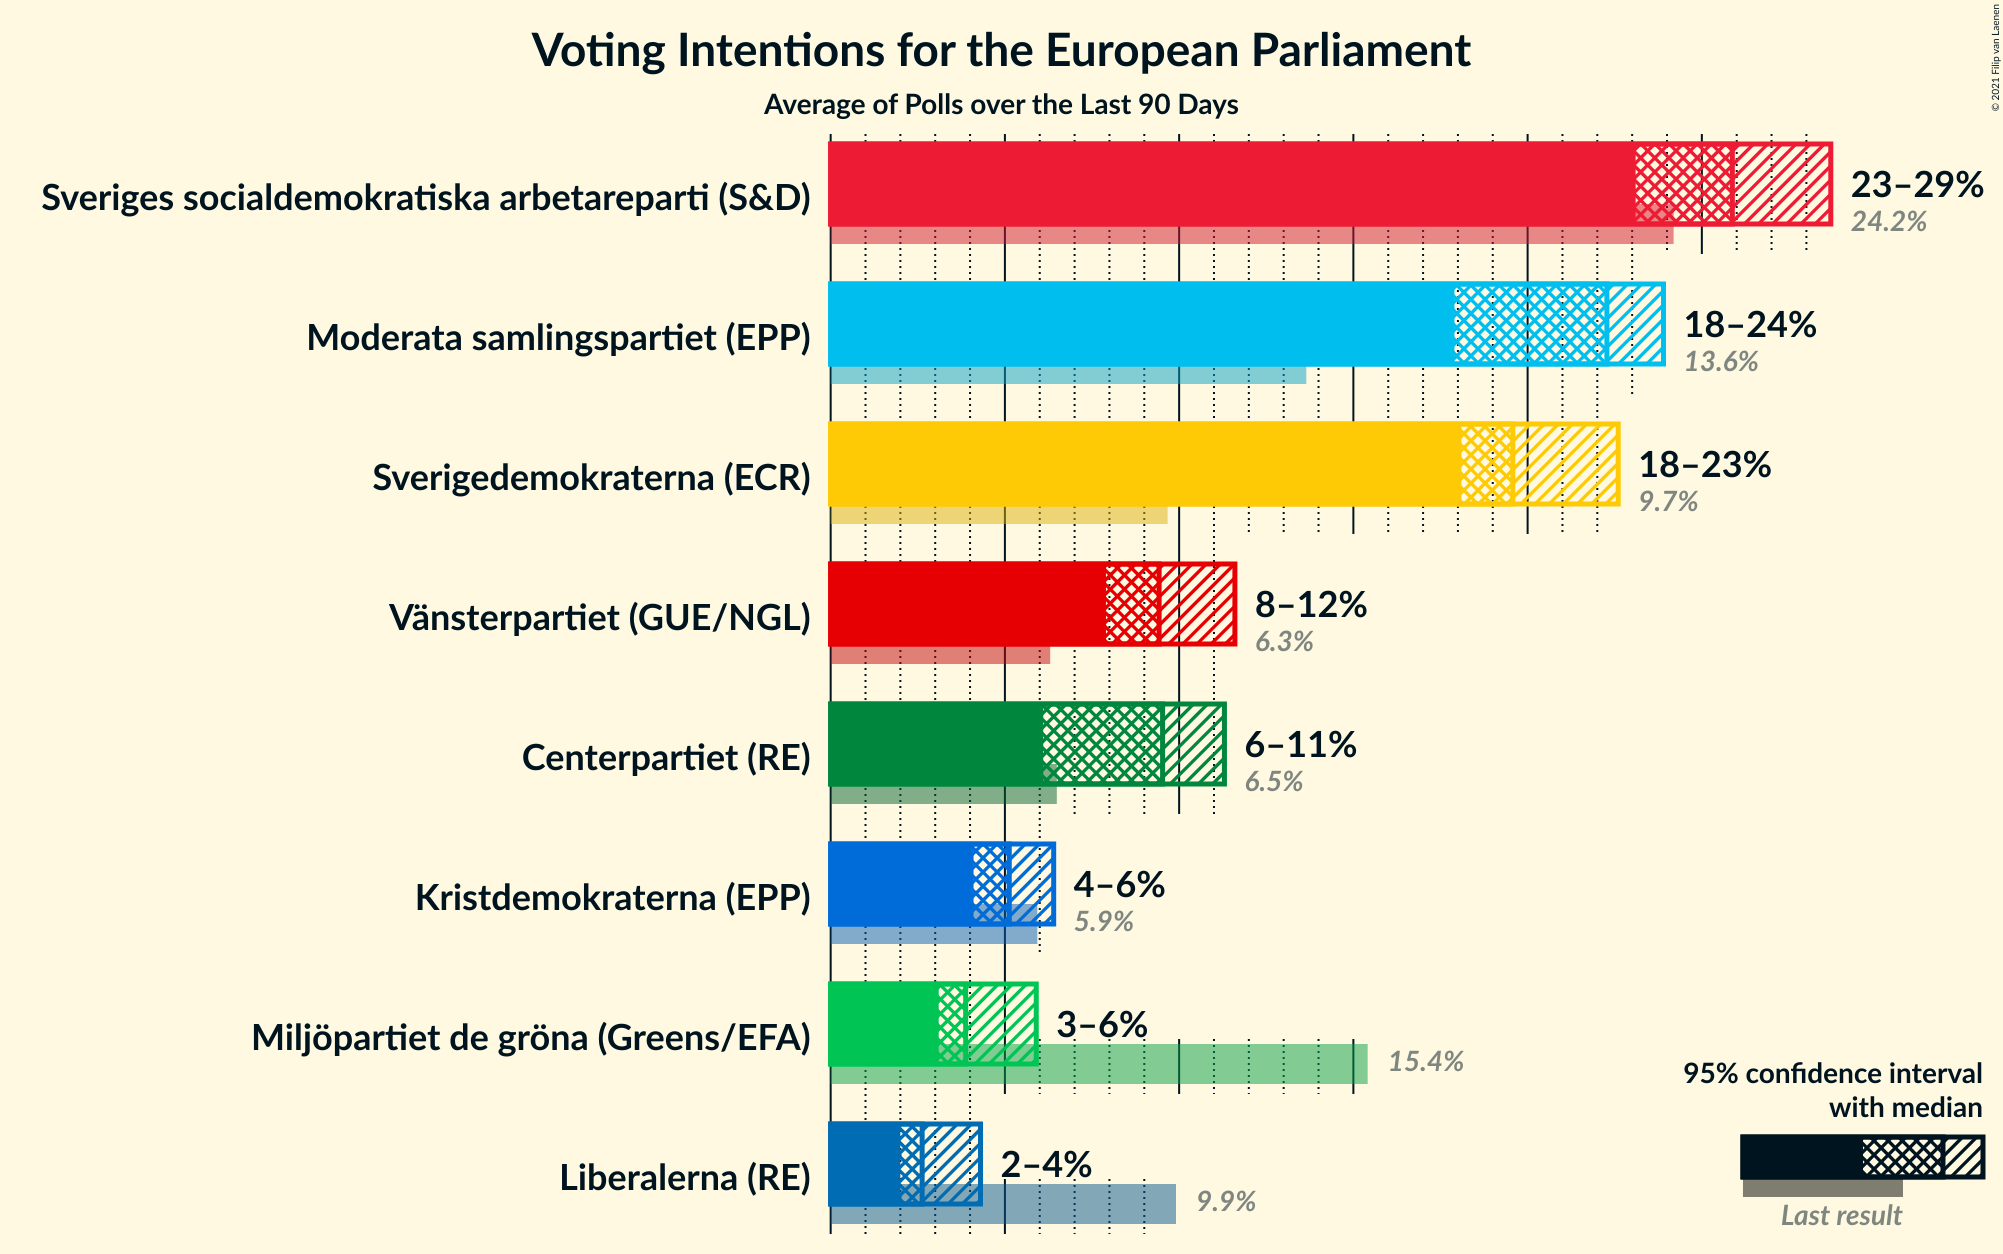 Voting Intentions for the European Parliament
Average of Polls over the Last 90 Days
© 2021 Filip van Laenen
Sveriges socialdemokratiska arbetareparti (S&D)
23–29%
24.2%
Moderata samlingspartiet (EPP)
18–24%
13.6%
Sverigedemokraterna (ECR)
18–23%
9.7%
Vänsterpartiet (GUE/NGL)
8–12%
6.3%
Centerpartiet (RE)
6–11%
6.5%
Kristdemokraterna (EPP)
4–6%
5.9%
Miljöpartiet de gröna (Greens/EFA)
3–6%
15.4%
Liberalerna (RE)
2–4%
9.9%
95% confidence interval
with median
Last result